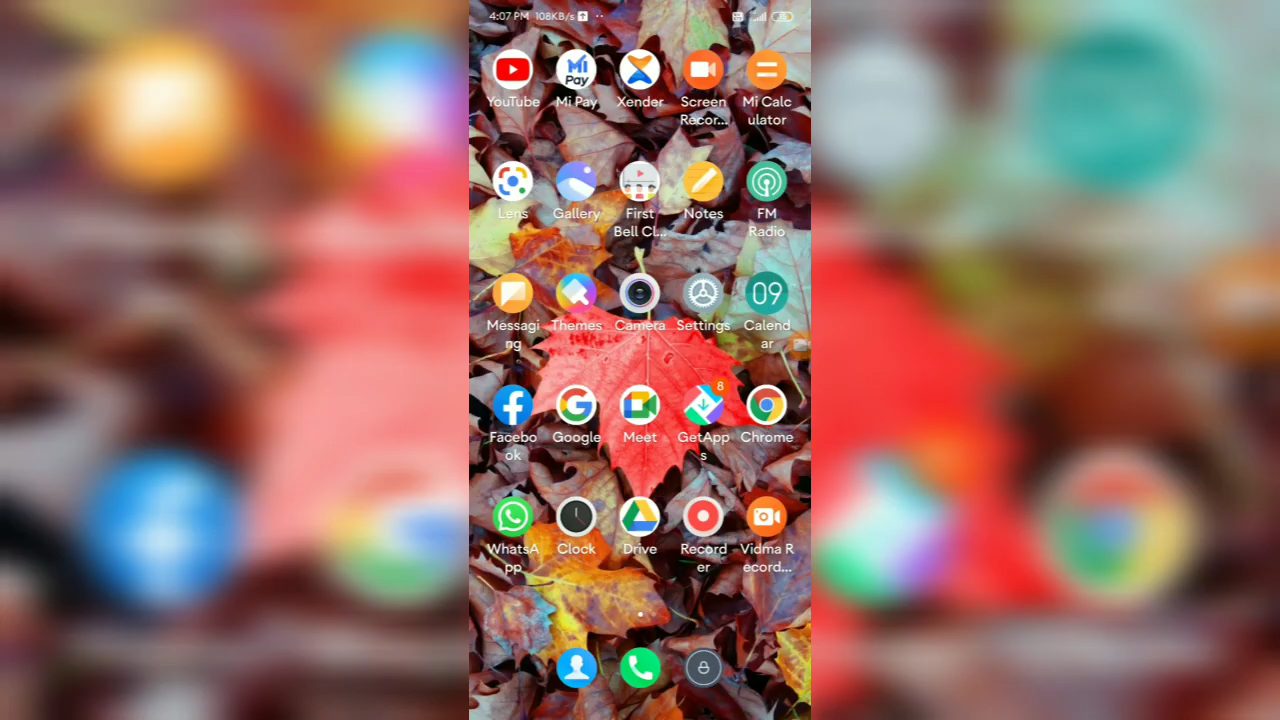 4:07 PM 108KB/s
YouTube Mi Pay Xender Screen Recor... Mi Calc
ulator
Lens Gallery First Bell Cl... Notes FM
Radio
Messagi
ng Themes Camera Settings 09 Calend
ar
Facebo
ok Google Meet 8 GetApp
s Chrome
WhatsA
pp Clock Drive Record
er Vidma R
ecord...